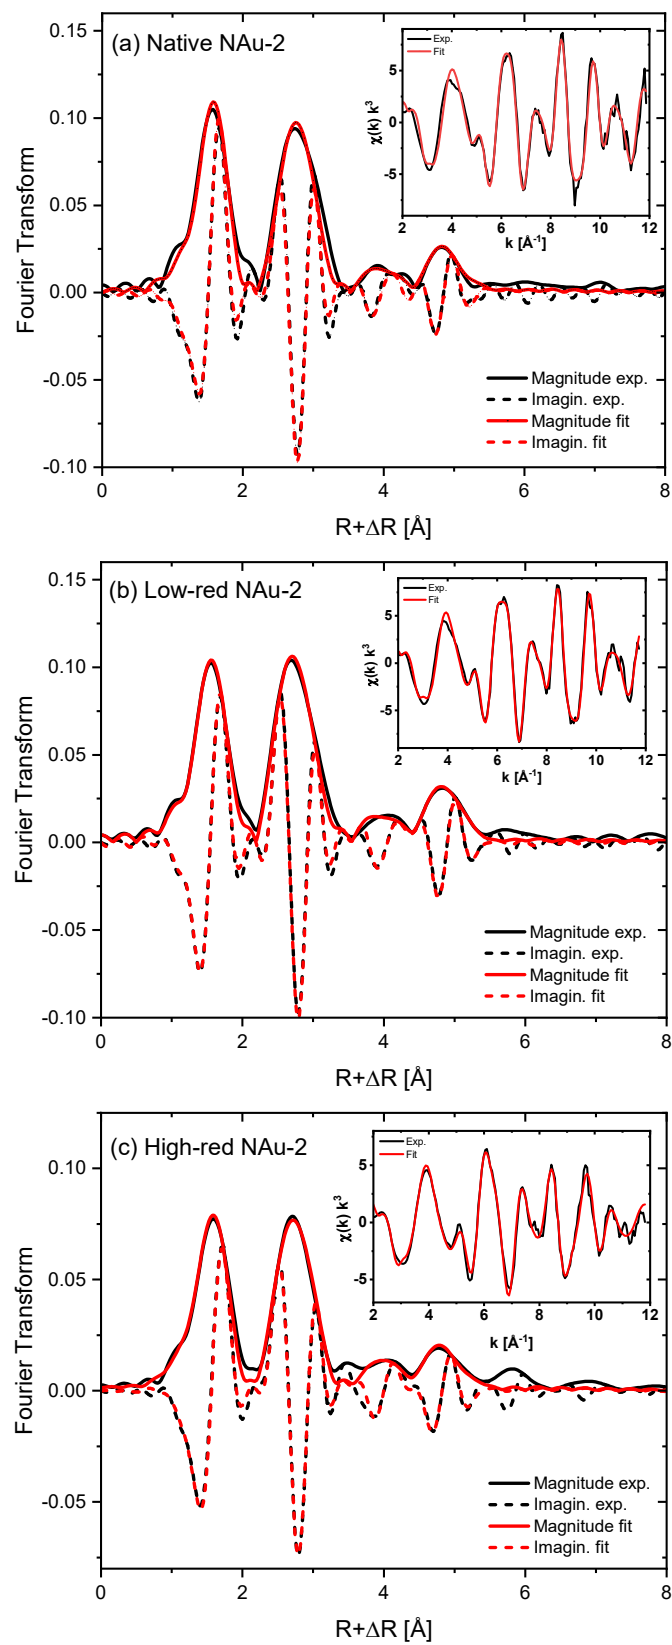 (a) Native NAu-2
Exp.
Fit
χ(k) k³
5
0
-5
2 4 6 8 10 12
k [Å⁻¹]
Fourier Transform
0.15
0.10
0.05
0.00
-0.05
-0.10
Magnitude exp.
Imagin. exp.
Magnitude fit
Imagin. fit
0 2 4 6 8
R+ΔR [Å]
(b) Low-red NAu-2
Exp.
Fit
χ(k) k³
5
0
-5
2 4 6 8 10 12
k [Å⁻¹]
Fourier Transform
0.15
0.10
0.05
0.00
-0.05
-0.10
Magnitude exp.
Imagin. exp.
Magnitude fit
Imagin. fit
0 2 4 6 8
R+ΔR [Å]
(c) High-red NAu-2
Exp.
Fit
χ(k) k³
5
0
-5
2 4 6 8 10 12
k [Å⁻¹]
Fourier Transform
0.10
0.05
0.00
-0.05
Magnitude exp.
Imagin. exp.
Magnitude fit
Imagin. fit
0 2 4 6 8
R+ΔR [Å]